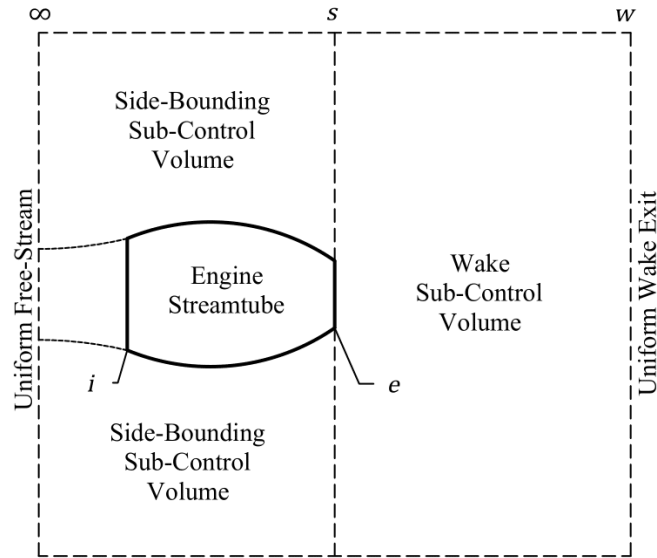 ∞
s
w
Side-Bounding
Sub-Control
Volume
Uniform Free-Stream
Engine
Streamtube
Wake
Sub-Control
Volume
Uniform Wake Exit
i
e
Side-Bounding
Sub-Control
Volume